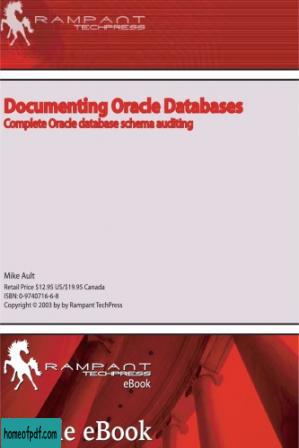 RAMPANT
TECHPRESS
Documenting Oracle Databases
Complete Oracle database schema auditing
Mike Ault
Retail Price $12.95 US/$19.95 Canada
ISBN: 0-9740716-6-8
Copyright © 2003 by by Rampant TechPress
RAMPANT
TECHPRESS
eBook
homeofpdf.com
eBook